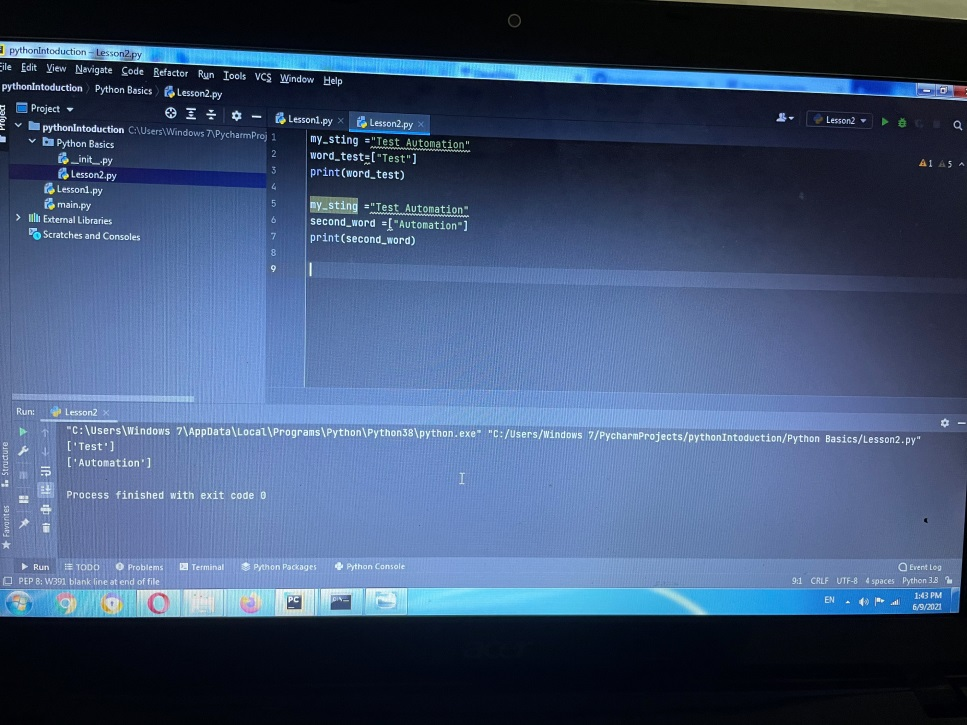 pythonIntoduction – Lesson2.py
File Edit View Navigate Code Refactor Run Tools VCS Window Help
pythonIntoduction Python Basics Lesson2.py
Lesson2
Project
Project
Lesson1.py
Lesson2.py
pythonIntoduction C:\Users\Windows 7\PycharmProj
Python Basics
__init__.py
Lesson2.py
Lesson1.py
main.py
External Libraries
Scratches and Consoles
1 my_sting ="Test Automation"
2 word_test=["Test"]
3 print(word_test)
4
5 my_sting ="Test Automation"
6 second_word =["Automation"]
7 print(second_word)
8
9
1 5
Run: Lesson2
"C:\Users\Windows 7\AppData\Local\Programs\Python\Python38\python.exe" "C:/Users/Windows 7/PycharmProjects/pythonIntoduction/Python Basics/Lesson2.py"
['Test']
['Automation']
Process finished with exit code 0
Structure
Favorites
Run TODO Problems Terminal Python Packages Python Console Event Log
PEP 8: W391 blank line at end of file 9:1 CRLF UTF-8 4 spaces Python 3.8
PC
EN
1:43 PM
6/9/2021
acer